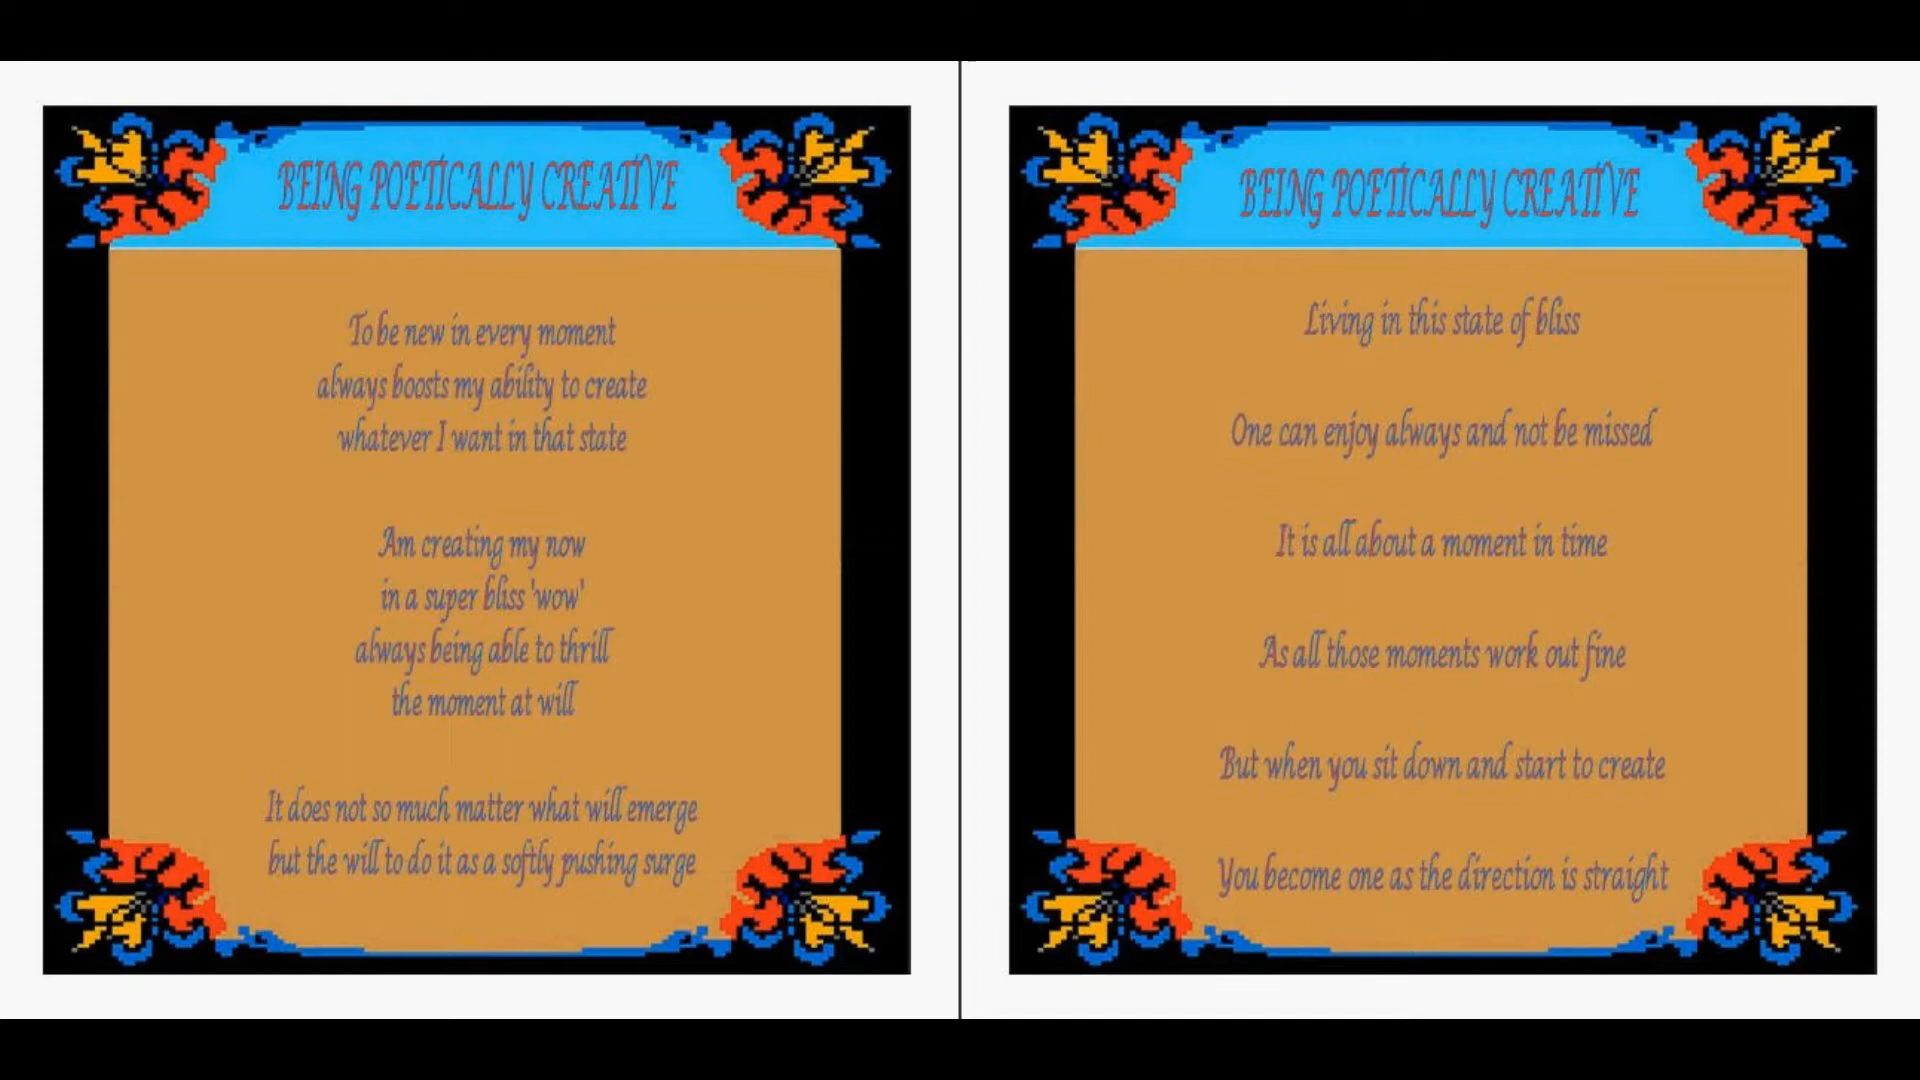 BEING POETICALLY CREATIVE
To be new in every moment
always boosts my ability to create
whatever I want in that state
Am creating my now
in a super bliss 'wow'
always being able to thrill
the moment at will
It does not so much matter what will emerge
but the will to do it as a softly pushing surge
BEING POETICALLY CREATIVE
Living in this state of bliss
One can enjoy always and not be missed
It is all about a moment in time
As all those moments work out fine
But when you sit down and start to create
You become one as the direction is straight